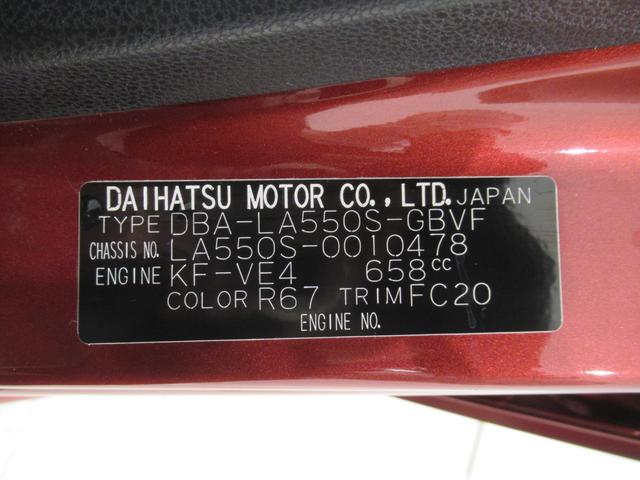 DAIHATSU MOTOR CO., LTD. JAPAN
TYPE DBA-LA550S-GBVF
CHASSIS NO. LA550S-0010478
ENGINE KF-VE4 658cc
COLOR R67 TRIM FC20
ENGINE NO.